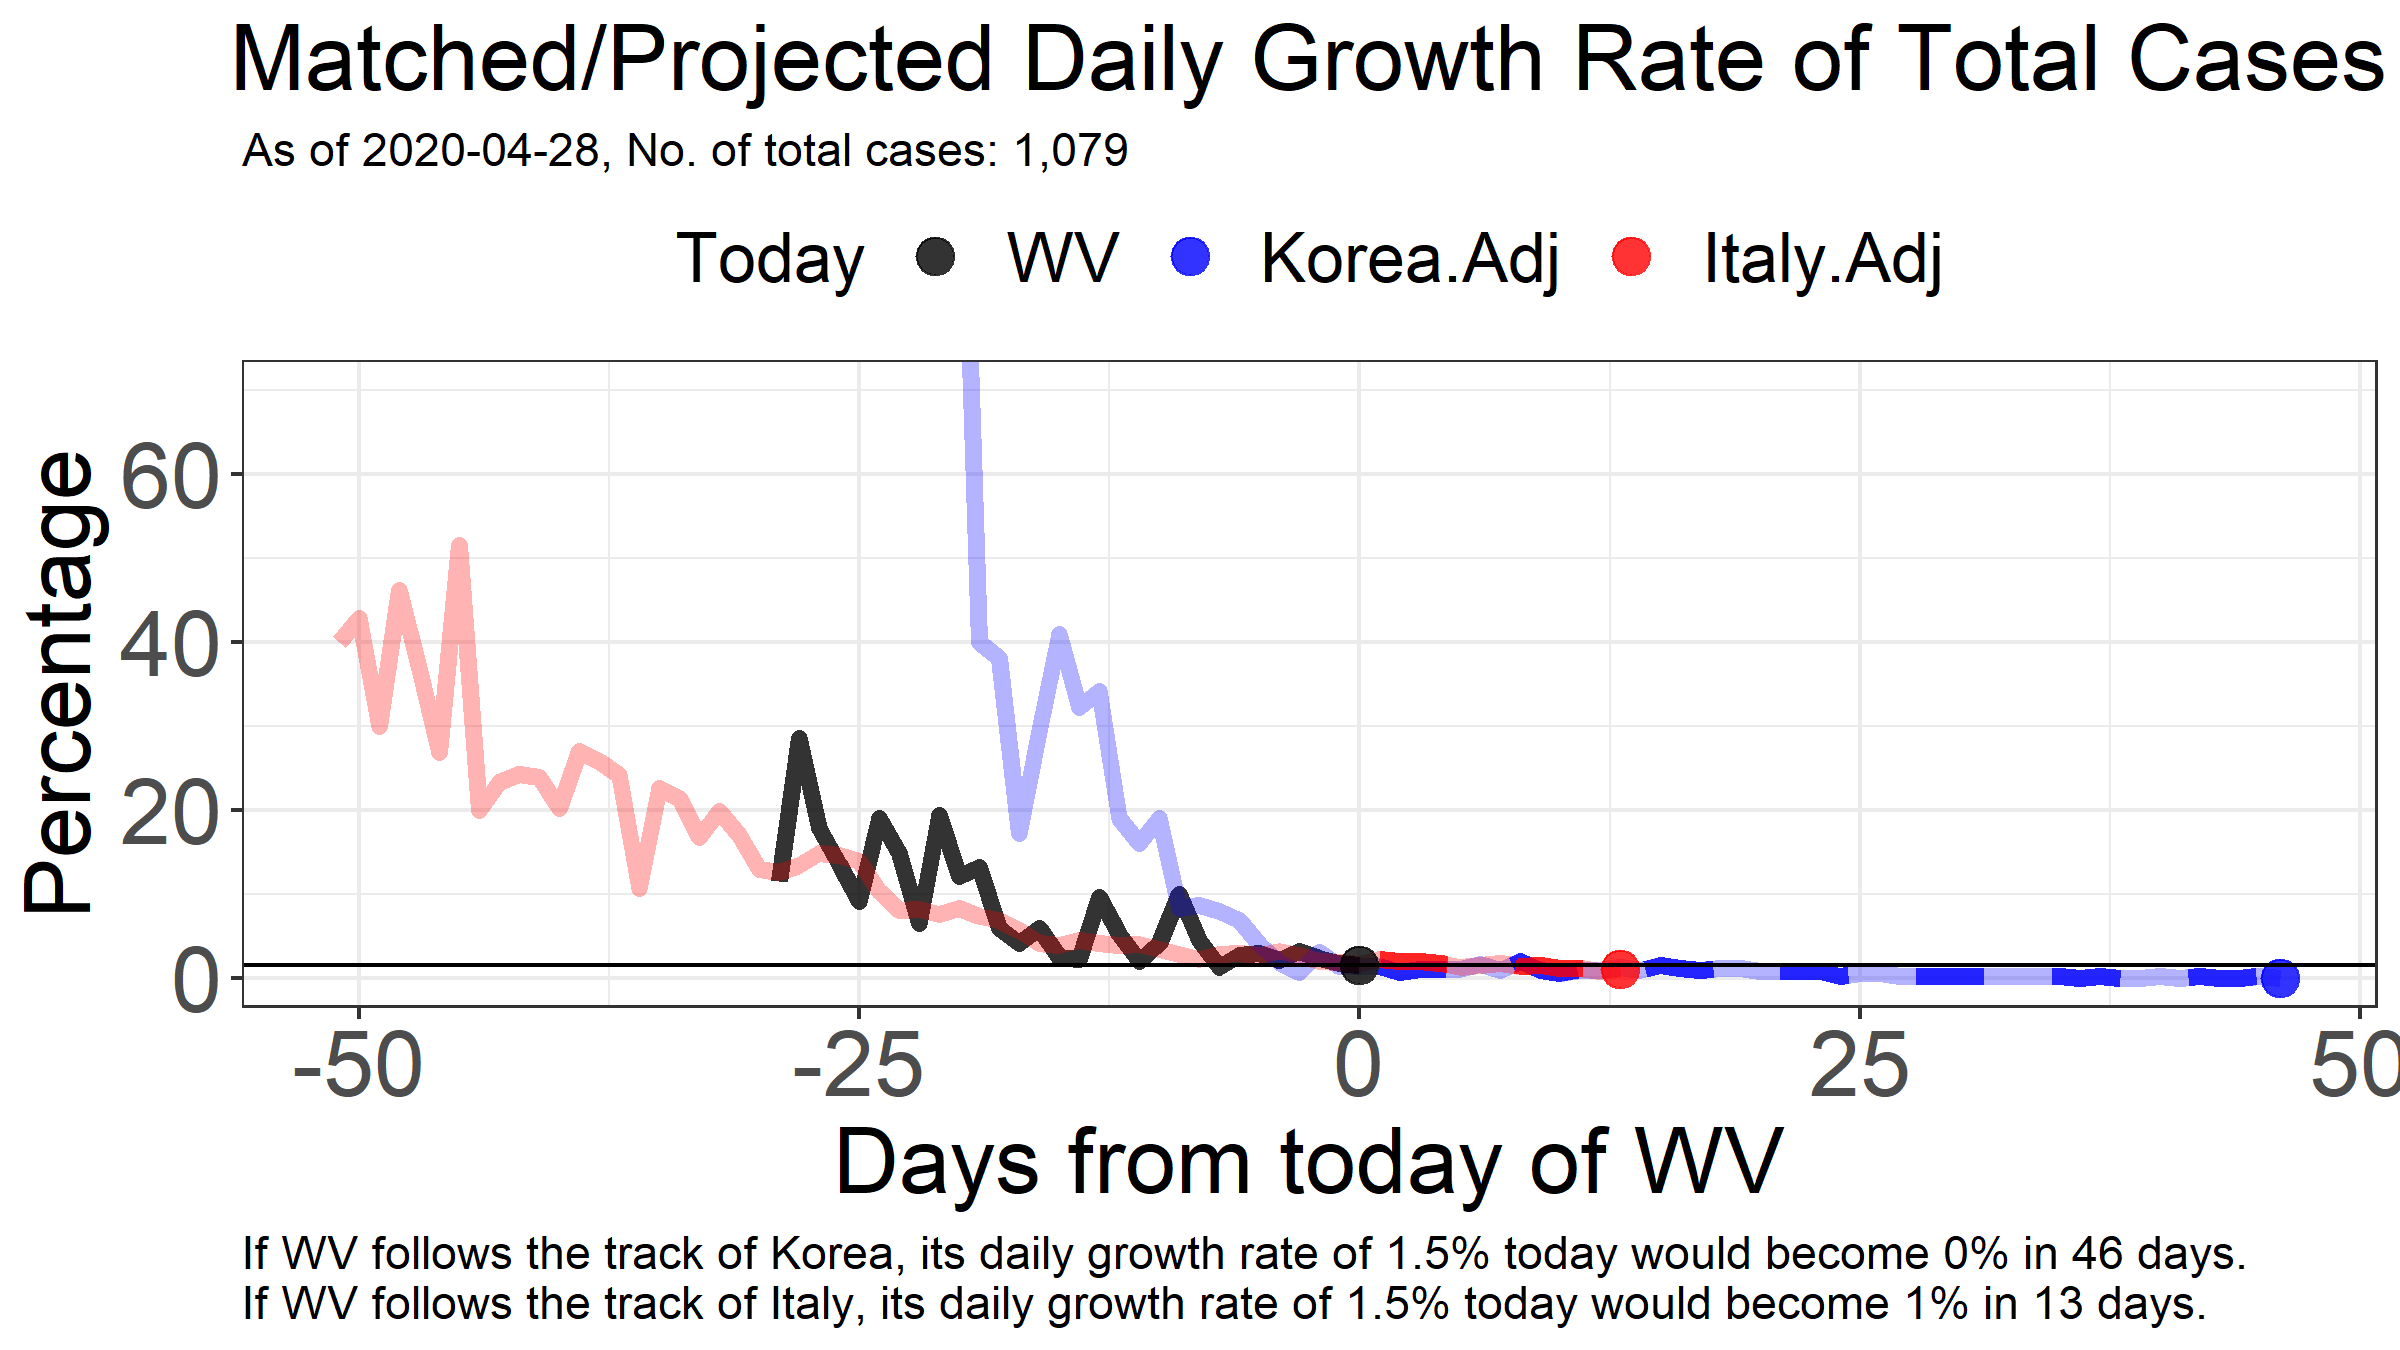 Matched/Projected Daily Growth Rate of Total Cases
As of 2020-04-28, No. of total cases: 1,079
Today WV Korea.Adj Italy.Adj
Percentage
60
40
20
0
-50 -25 0 25 50
Days from today of WV
If WV follows the track of Korea, its daily growth rate of 1.5% today would become 0% in 46 days.
If WV follows the track of Italy, its daily growth rate of 1.5% today would become 1% in 13 days.